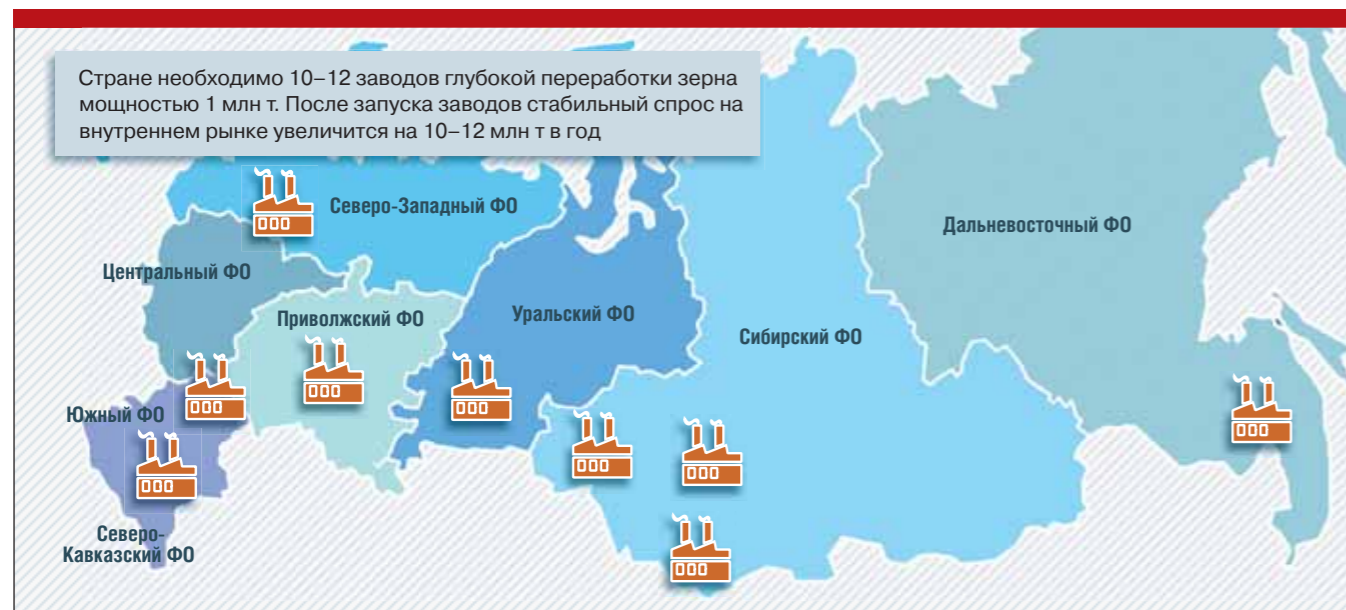 Стране необходимо 10–12 заводов глубокой переработки зерна
мощностью 1 млн т. После запуска заводов стабильный спрос на
внутреннем рынке увеличится на 10–12 млн т в год
Северо-Западный ФО
Дальневосточный ФО
Центральный ФО
Приволжский ФО
Уральский ФО
Сибирский ФО
Южный ФО
Северо-
Кавказский ФО